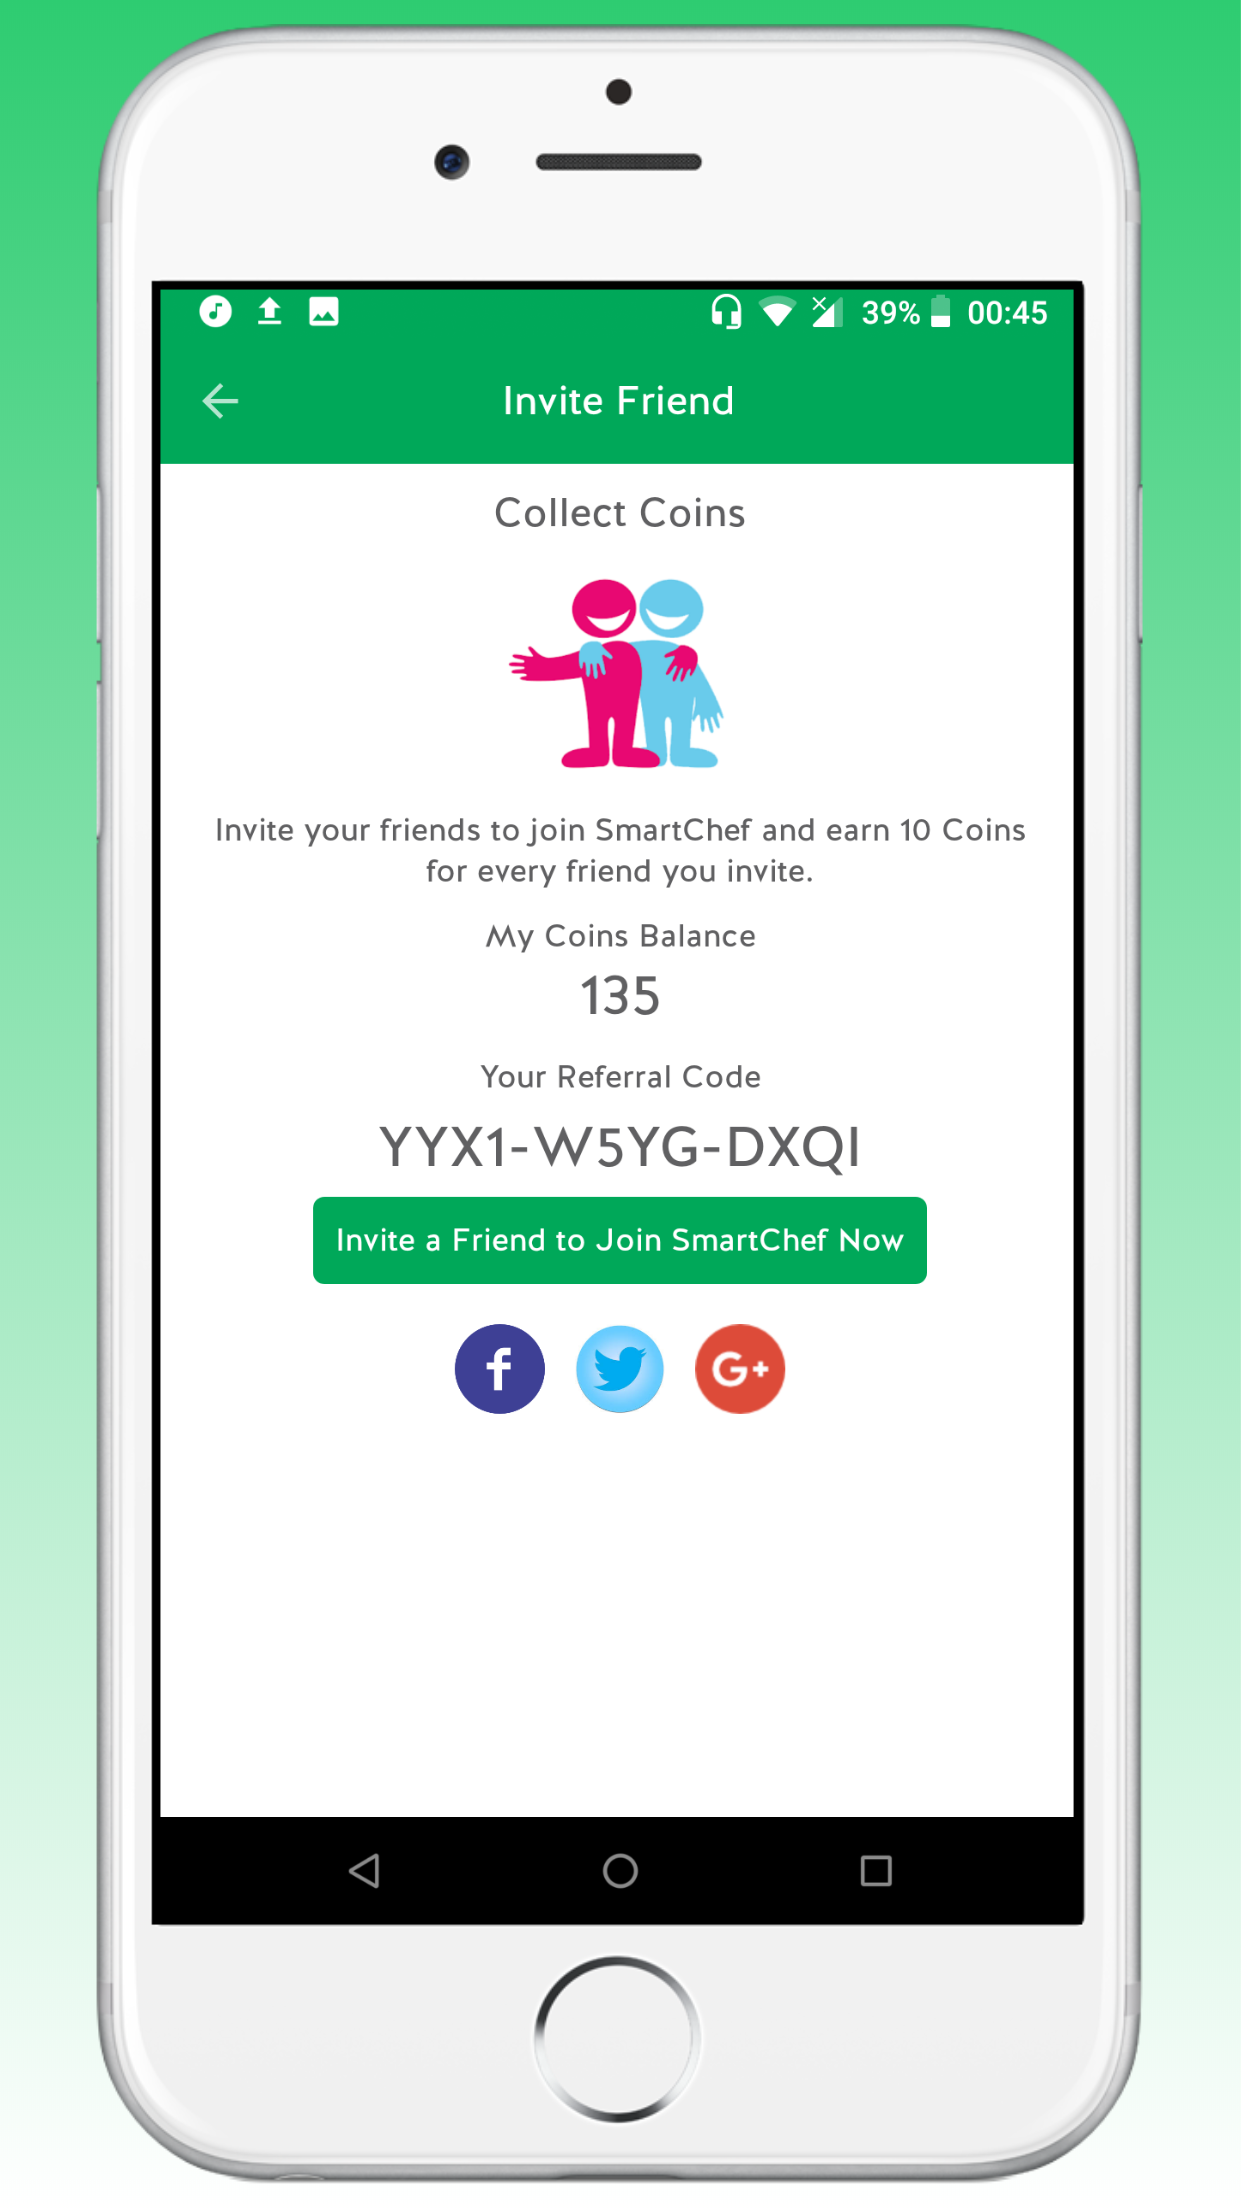 39% 00:45
Invite Friend
Collect Coins
Invite your friends to join SmartChef and earn 10 Coins
for every friend you invite.
My Coins Balance
135
Your Referral Code
YYX1-W5YG-DXQI
Invite a Friend to Join SmartChef Now
f G+